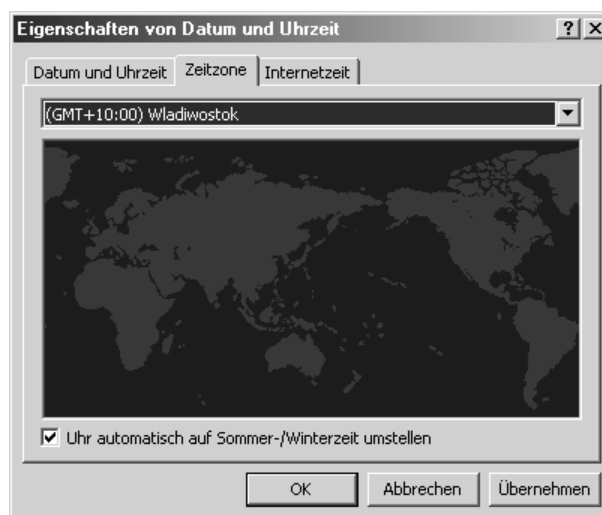 Eigenschaften von Datum und Uhrzeit
Datum und Uhrzeit Zeitzone Internetzeit
(GMT+10:00) Wladiwostok
Uhr automatisch auf Sommer-/Winterzeit umstellen
OK Abbrechen Übernehmen